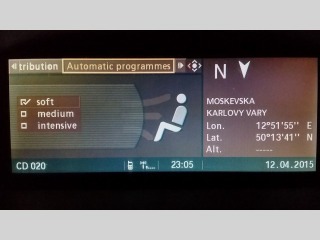 tribution Automatic programmes
soft
medium
intensive
CD 020 23:05
N
MOSKEVSKA
KARLOVY VARY
Lon. 12°51'55'' E
Lat. 50°13'41'' N
Alt. -----
12.04.2015